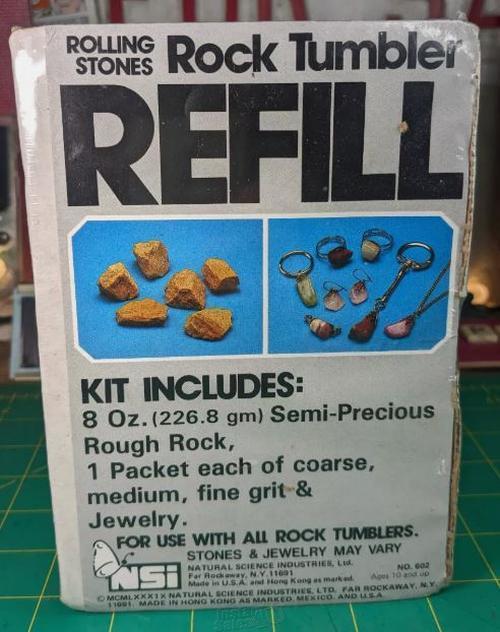 ROLLING STONES Rock Tumbler
REFILL
KIT INCLUDES:
8 Oz. (226.8 gm) Semi-Precious
Rough Rock,
1 Packet each of coarse,
medium, fine grit &
Jewelry.
FOR USE WITH ALL ROCK TUMBLERS.
STONES & JEWELRY MAY VARY
NSi
NATURAL SCIENCE INDUSTRIES, Ltd.
Far Rockaway, N.Y. 11691
Made in U.S.A. and Hong Kong as marked.
NO. 602
Ages 10 and up
© MCMLXXXIX NATURAL SCIENCE INDUSTRIES, LTD. FAR ROCKAWAY, N.Y.
11691. MADE IN HONG KONG AS MARKED. MEXICO. AND U.S.A.